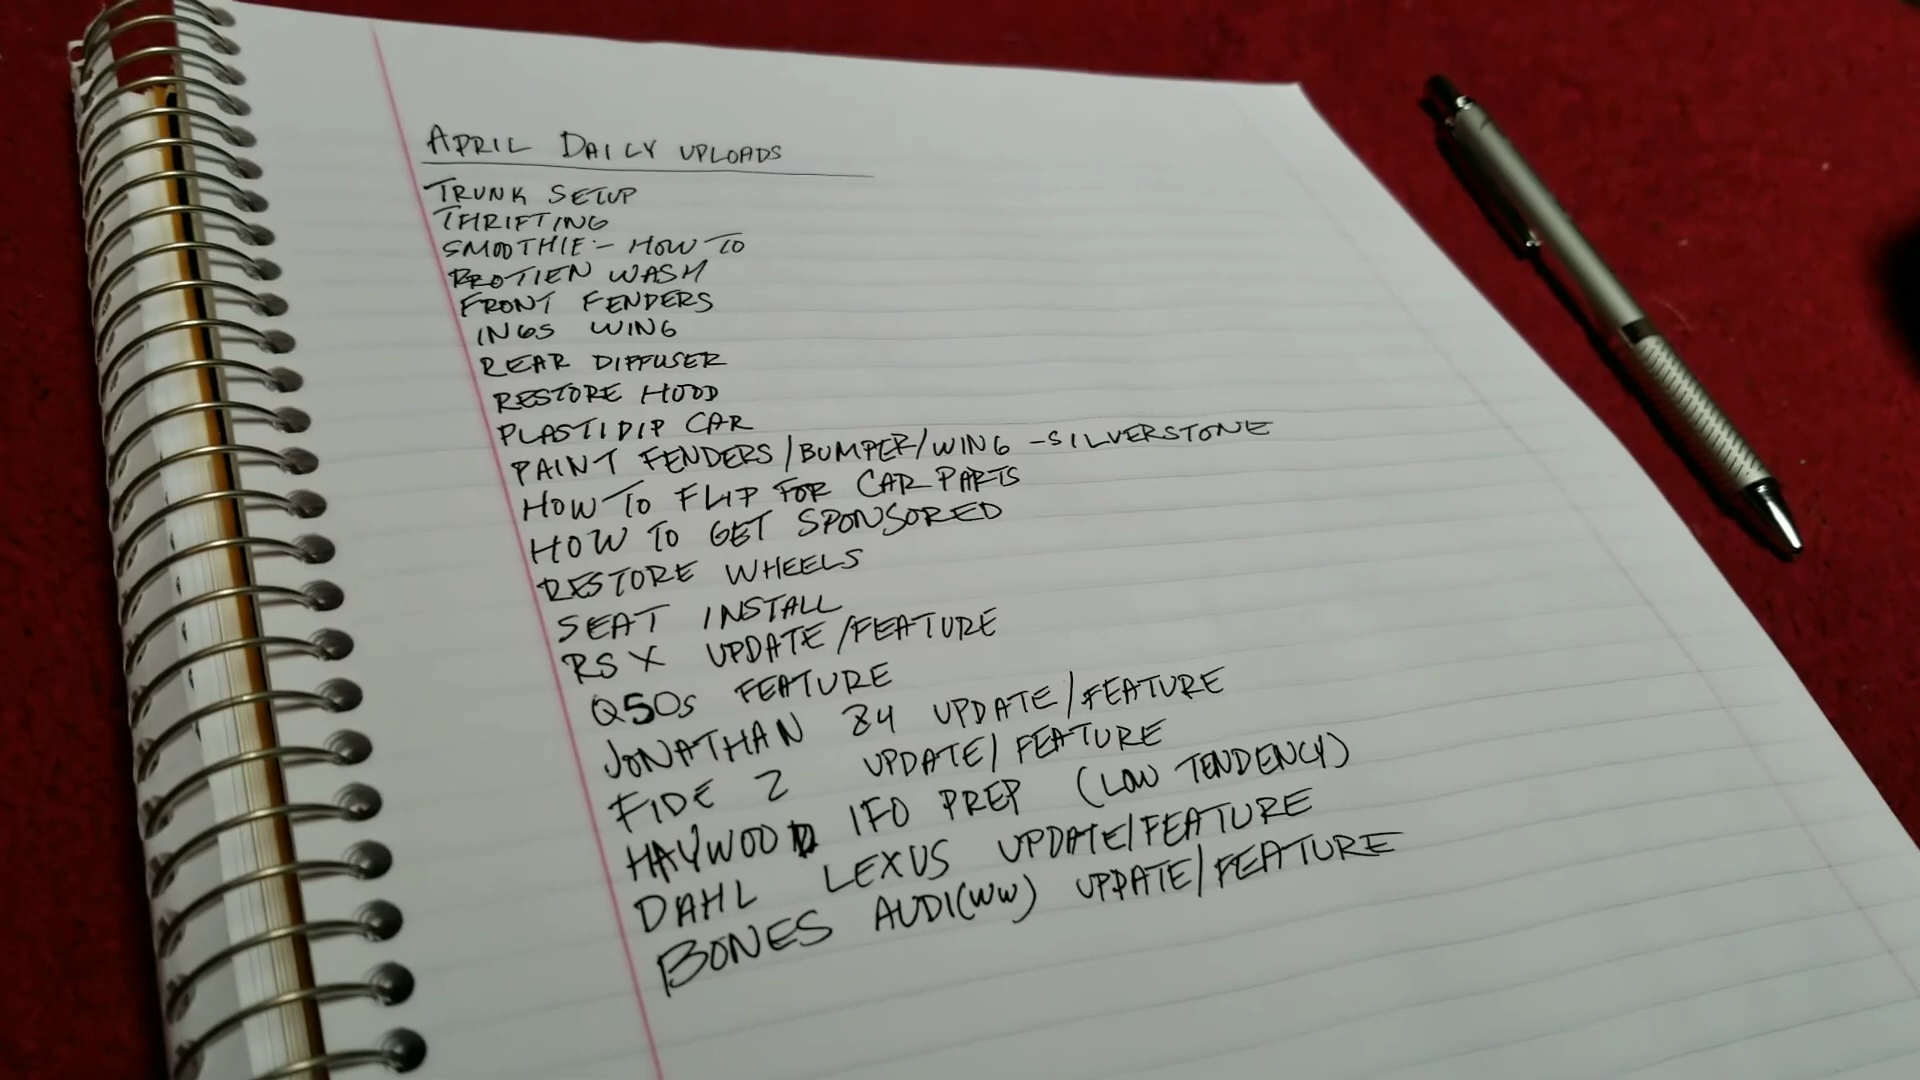 APRIL DAILY UPLOADS
TRUNK SETUP
THRIFTING
SMOOTHIE - HOW TO
PROTIEN WASH
FRONT FENDERS
INGS WING
REAR DIFFUSER
RESTORE HOOD
PLASTIDIP CAR
PAINT FENDERS/BUMPER/WING -SILVERSTONE
HOW TO FLIP FOR CAR PARTS
HOW TO GET SPONSORED
RESTORE WHEELS
SEAT INSTALL
RSX UPDATE/FEATURE
Q50s FEATURE
JONATHAN Z4 UPDATE/FEATURE
FIDE Z UPDATE/FEATURE
HAYWOOD IFO PREP (LOW TENDENCY)
DAHL LEXUS UPDATE/FEATURE
BONES AUDI(WW) UPDATE/FEATURE